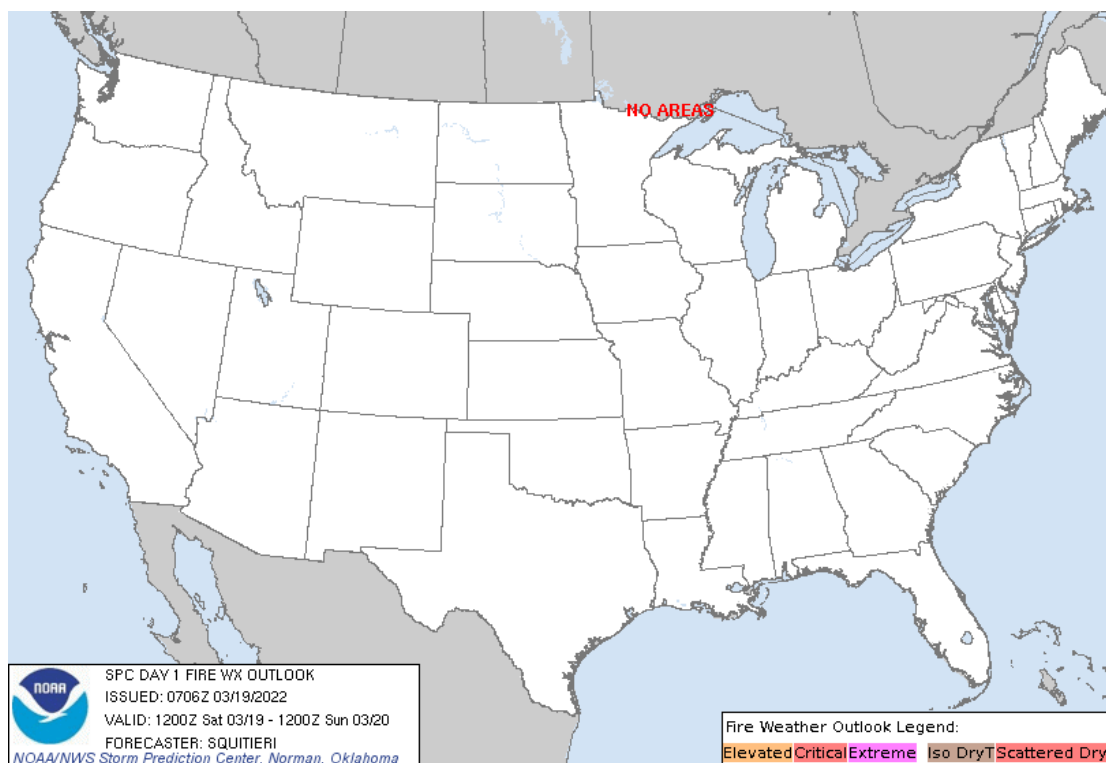 NO AREAS
NOAA
SPC DAY 1 FIRE WX OUTLOOK
ISSUED: 0706Z 03/19/2022
VALID: 1200Z Sat 03/19 - 1200Z Sun 03/20
FORECASTER: SQUITIERI
NOAA/NWS Storm Prediction Center, Norman, Oklahoma
Fire Weather Outlook Legend:
Elevated Critical Extreme Iso DryT Scattered Dry